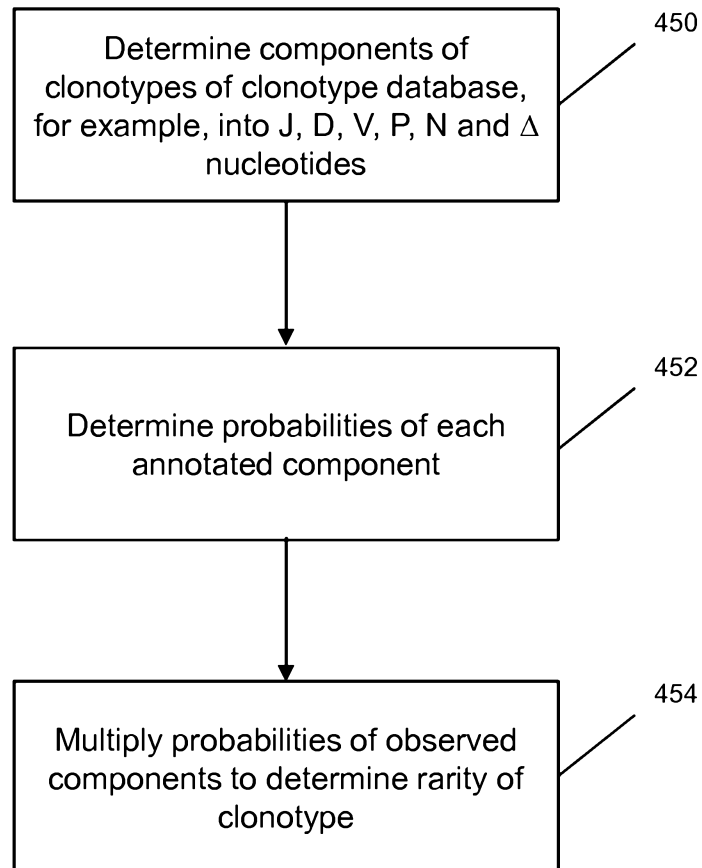 450
Determine components of
clonotypes of clonotype database,
for example, into J, D, V, P, N and Δ
nucleotides
452
Determine probabilities of each
annotated component
454
Multiply probabilities of observed
components to determine rarity of
clonotype